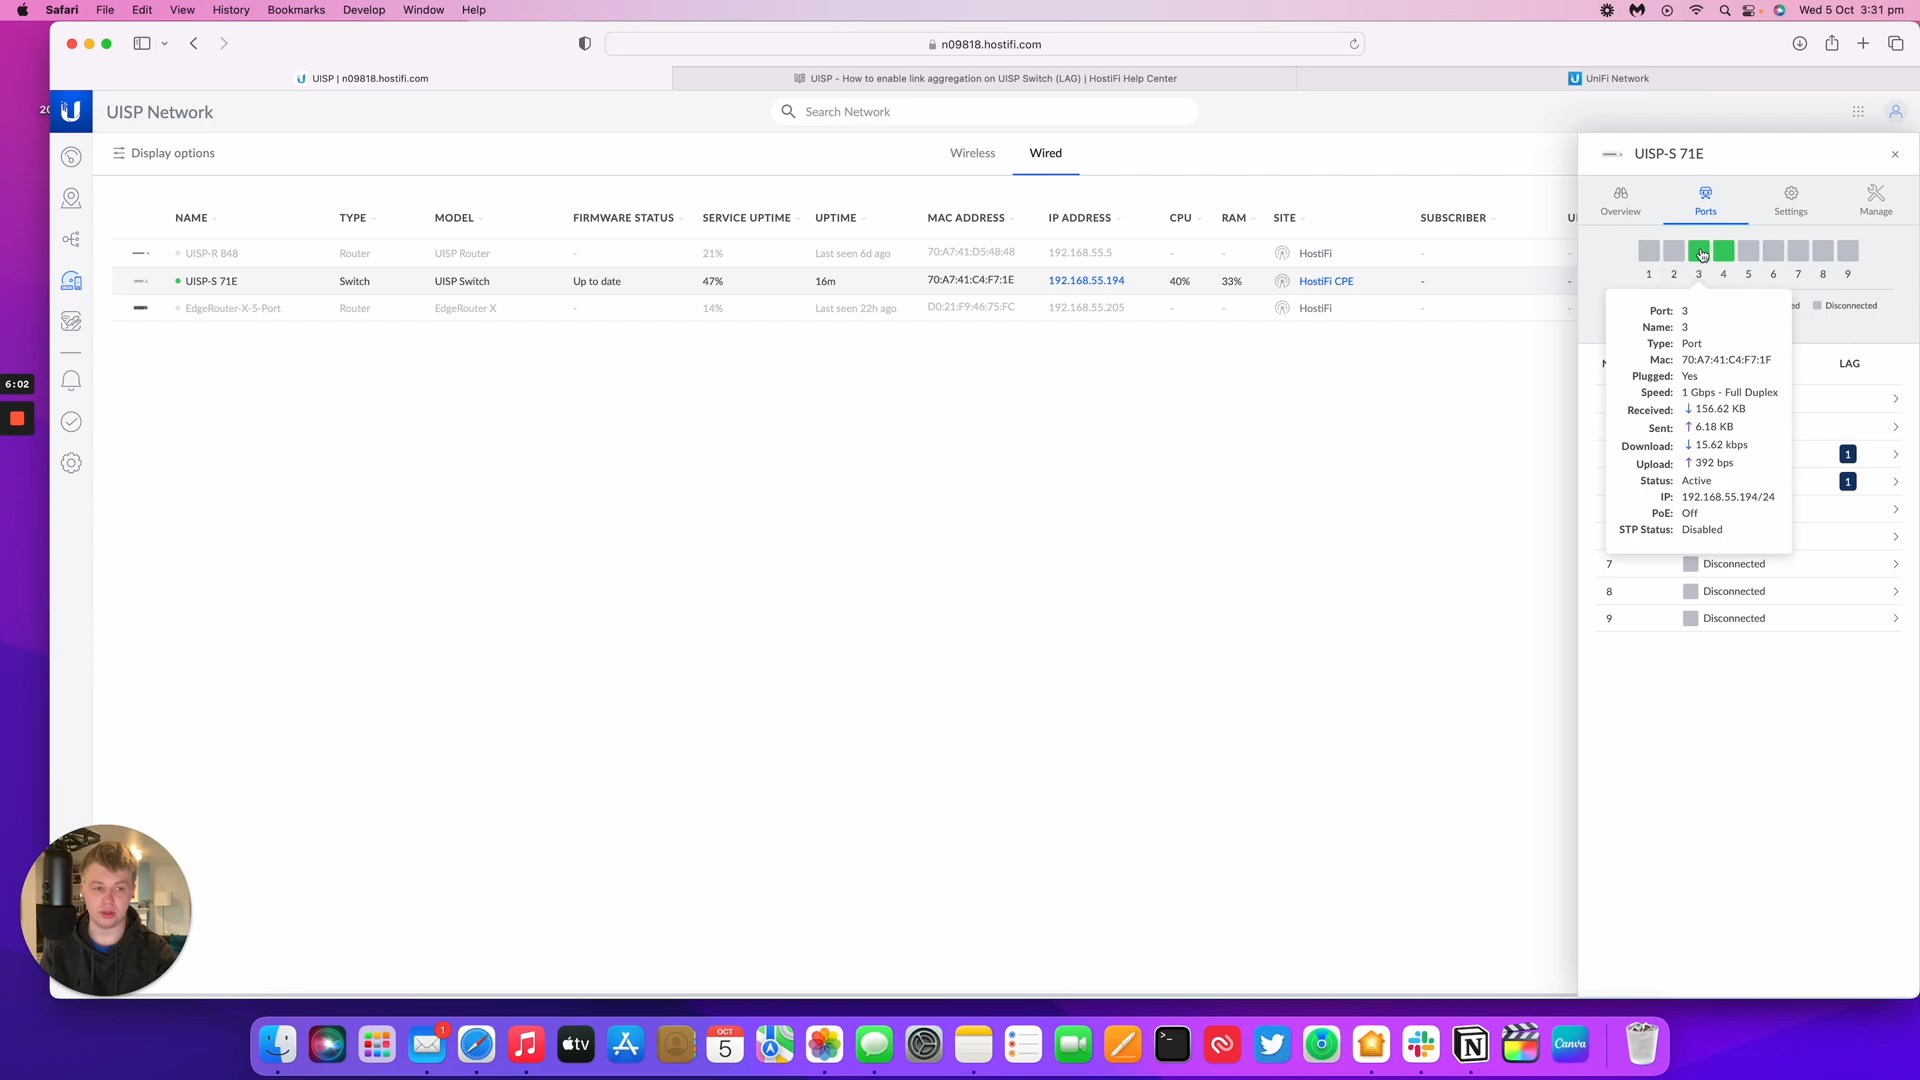 Safari File Edit View History Bookmarks Develop Window Help Wed 5 Oct 3:31 pm
n09818.hostifi.com
UISP | n09818.hostifi.com
UISP - How to enable link aggregation on UISP Switch (LAG) | HostiFi Help Center
UniFi Network
20
UISP Network
Search Network
Display options
Wireless Wired
NAME TYPE MODEL FIRMWARE STATUS SERVICE UPTIME UPTIME MAC ADDRESS IP ADDRESS CPU RAM SITE SUBSCRIBER
UISP-R 848 Router UISP Router - 21% Last seen 6d ago 70:A7:41:D5:48:48 192.168.55.5 - - HostiFi - -
UISP-S 71E Switch UISP Switch Up to date 47% 16m 70:A7:41:C4:F7:1E 192.168.55.194 40% 33% HostiFi CPE - -
EdgeRouter-X-5-Port Router EdgeRouter X - 14% Last seen 22h ago D0:21:F9:46:75:FC 192.168.55.205 - - HostiFi - -
6:02
UISP-S 71E
Overview Ports Settings Manage
1 2 3 4 5 6 7 8 9
ed Disconnected
LAG
Port: 3
Name: 3
Type: Port
Mac: 70:A7:41:C4:F7:1F
Plugged: Yes
Speed: 1 Gbps - Full Duplex
Received: ↓ 156.62 KB
Sent: ↑ 6.18 KB
Download: ↓ 15.62 kbps
Upload: ↑ 392 bps
Status: Active
IP: 192.168.55.194/24
PoE: Off
STP Status: Disabled
1
1
7 Disconnected
8 Disconnected
9 Disconnected
1
tv
OCT
5
N
Canva